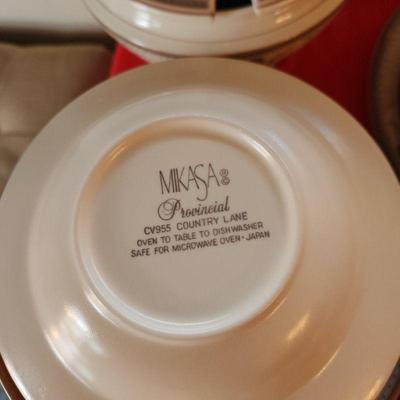 MIKASA
Provincial
CV955 COUNTRY LANE
OVEN TO TABLE TO DISHWASHER
SAFE FOR MICROWAVE OVEN-JAPAN